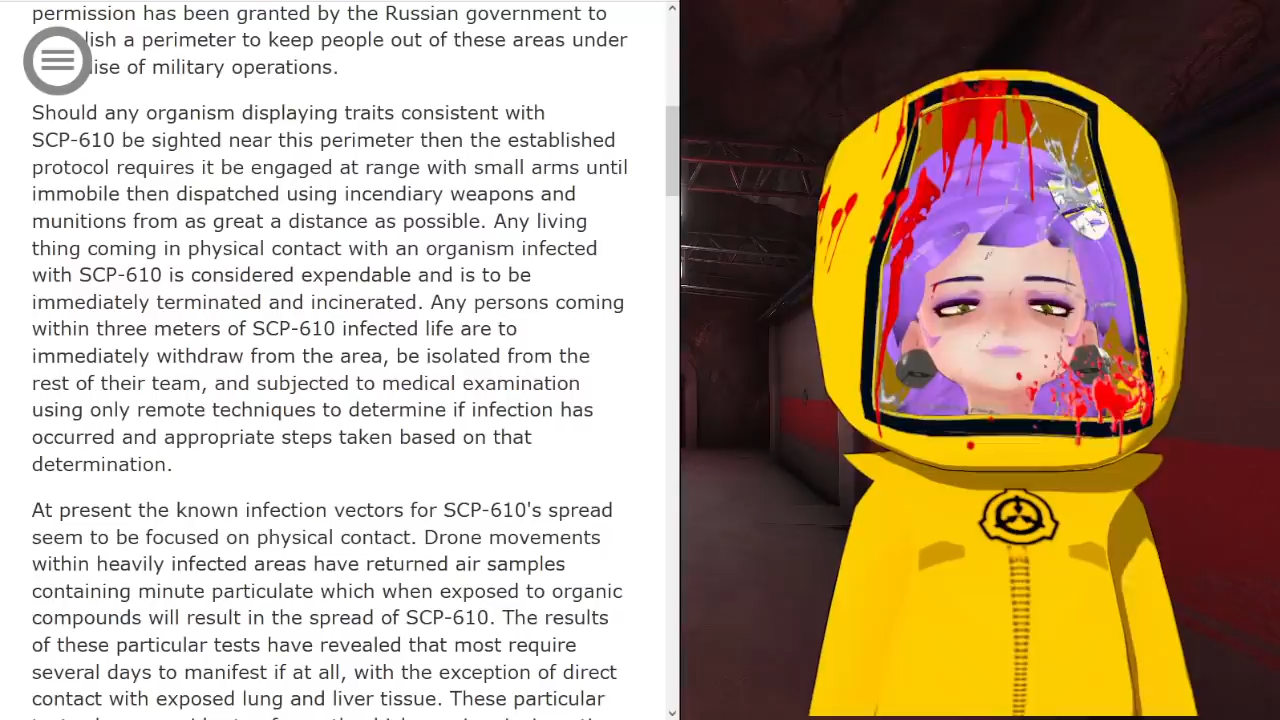 permission has been granted by the Russian government to
lish a perimeter to keep people out of these areas under
ise of military operations.
Should any organism displaying traits consistent with
SCP-610 be sighted near this perimeter then the established
protocol requires it be engaged at range with small arms until
immobile then dispatched using incendiary weapons and
munitions from as great a distance as possible. Any living
thing coming in physical contact with an organism infected
with SCP-610 is considered expendable and is to be
immediately terminated and incinerated. Any persons coming
within three meters of SCP-610 infected life are to
immediately withdraw from the area, be isolated from the
rest of their team, and subjected to medical examination
using only remote techniques to determine if infection has
occurred and appropriate steps taken based on that
determination.
At present the known infection vectors for SCP-610's spread
seem to be focused on physical contact. Drone movements
within heavily infected areas have returned air samples
containing minute particulate which when exposed to organic
compounds will result in the spread of SCP-610. The results
of these particular tests have revealed that most require
several days to manifest if at all, with the exception of direct
contact with exposed lung and liver tissue. These particular